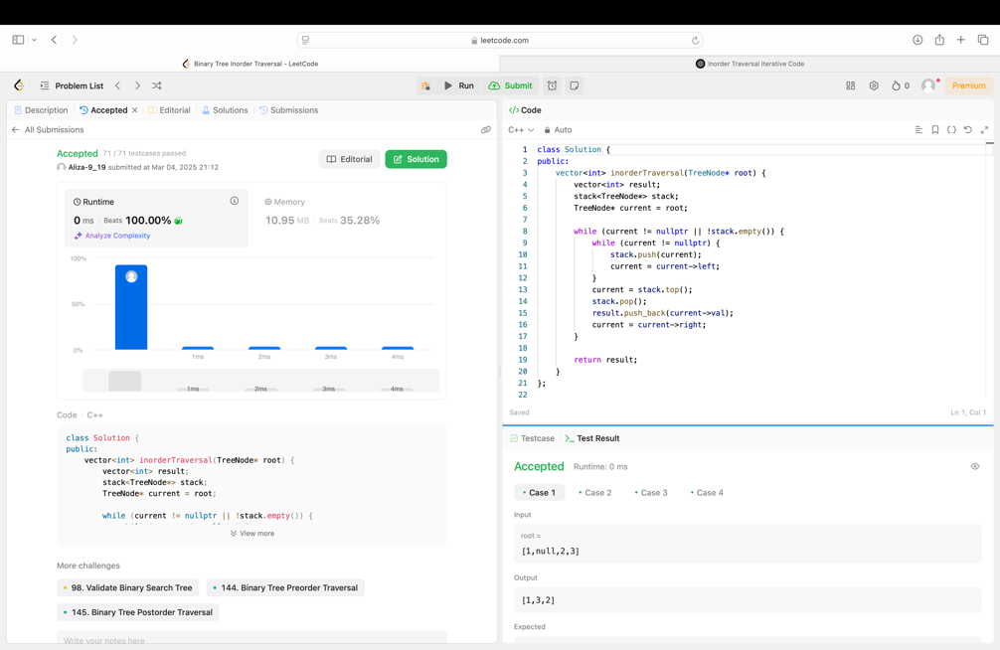 leetcode.com
Binary Tree Inorder Traversal - LeetCode
Inorder Traversal Iterative Code
Problem List
Run
Submit
0
Premium
Description
Accepted
Editorial
Solutions
Submissions
All Submissions
Accepted 71 / 71 testcases passed
Aliza-9_19 submitted at Mar 04, 2025 21:12
Editorial
Solution
Runtime
0 ms Beats 100.00%
Analyze Complexity
Memory
10.95 MB Beats 35.28%
100%
50%
0%
1ms 2ms 3ms 4ms
1ms 2ms 3ms 4ms
Code C++
class Solution {
public:
    vector<int> inorderTraversal(TreeNode* root) {
        vector<int> result;
        stack<TreeNode*> stack;
        TreeNode* current = root;
        while (current != nullptr || !stack.empty()) {
View more
More challenges
98. Validate Binary Search Tree
144. Binary Tree Preorder Traversal
145. Binary Tree Postorder Traversal
Write your notes here
</> Code
C++ Auto
1 class Solution {
2 public:
3     vector<int> inorderTraversal(TreeNode* root) {
4         vector<int> result;
5         stack<TreeNode*> stack;
6         TreeNode* current = root;
7
8         while (current != nullptr || !stack.empty()) {
9             while (current != nullptr) {
10                 stack.push(current);
11                 current = current->left;
12             }
13             current = stack.top();
14             stack.pop();
15             result.push_back(current->val);
16             current = current->right;
17         }
18
19         return result;
20     }
21 };
22
Saved
Ln 1, Col 1
Testcase
Test Result
Accepted Runtime: 0 ms
Case 1
Case 2
Case 3
Case 4
Input
root =
[1,null,2,3]
Output
[1,3,2]
Expected